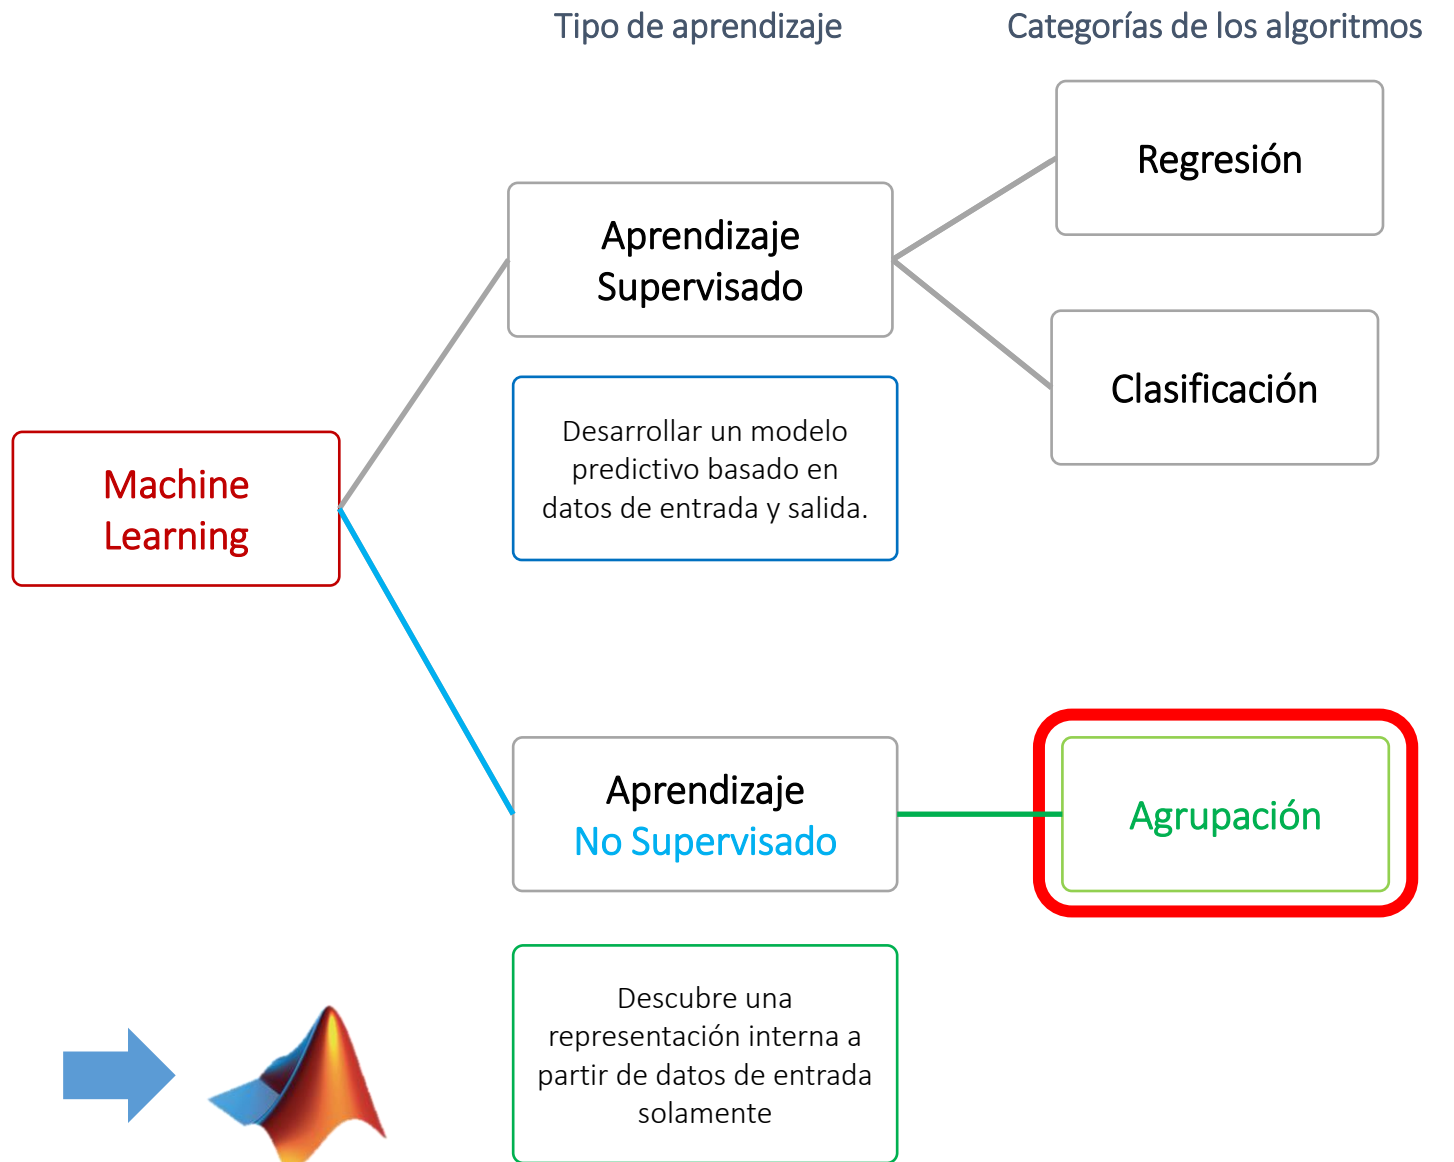 Tipo de aprendizaje
Categorías de los algoritmos
Regresión
Aprendizaje
Supervisado
Clasificación
Desarrollar un modelo
predictivo basado en
datos de entrada y salida.
Machine
Learning
Aprendizaje
No Supervisado
Agrupación
Descubre una
representación interna a
partir de datos de entrada
solamente